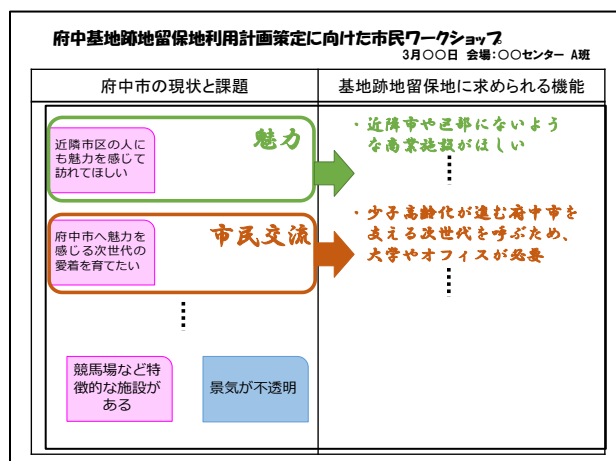 府中基地跡地留保地利用計画策定に向けた市民ワークショップ
3月〇〇日 会場:〇〇センター A班
府中市の現状と課題
基地跡地留保地に求められる機能
近隣市区の人に
も魅力を感じて
訪れてほしい
魅力
・近隣市や都部にないよう
な商業施設がほしい
府中市へ魅力を
感じる次世代の
愛着を育てたい
市民交流
・少子高齢化が進む府中市を
支える次世代を呼ぶため、
大学やオフィスが必要
競馬場など特
徴的な施設が
ある
景気が不透明